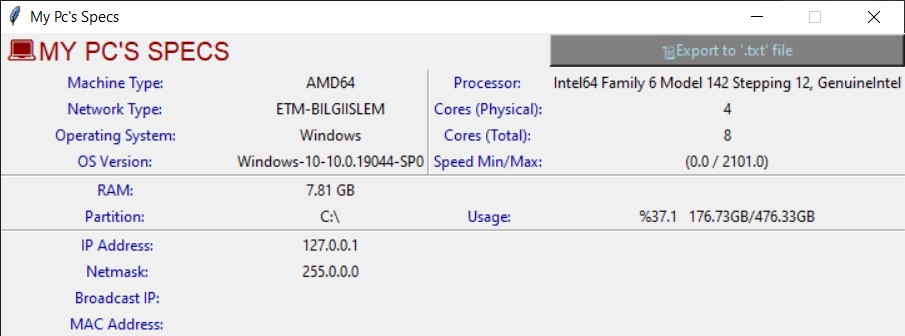 My Pc's Specs
MY PC'S SPECS
Export to '.txt' file
Machine Type: AMD64 Processor: Intel64 Family 6 Model 142 Stepping 12, GenuineIntel
Network Type: ETM-BILGIISLEM Cores (Physical): 4
Operating System: Windows Cores (Total): 8
OS Version: Windows-10-10.0.19044-SP0 Speed Min/Max: (0.0 / 2101.0)
RAM: 7.81 GB
Partition: C:\ Usage: %37.1 176.73GB/476.33GB
IP Address: 127.0.0.1
Netmask: 255.0.0.0
Broadcast IP:
MAC Address: